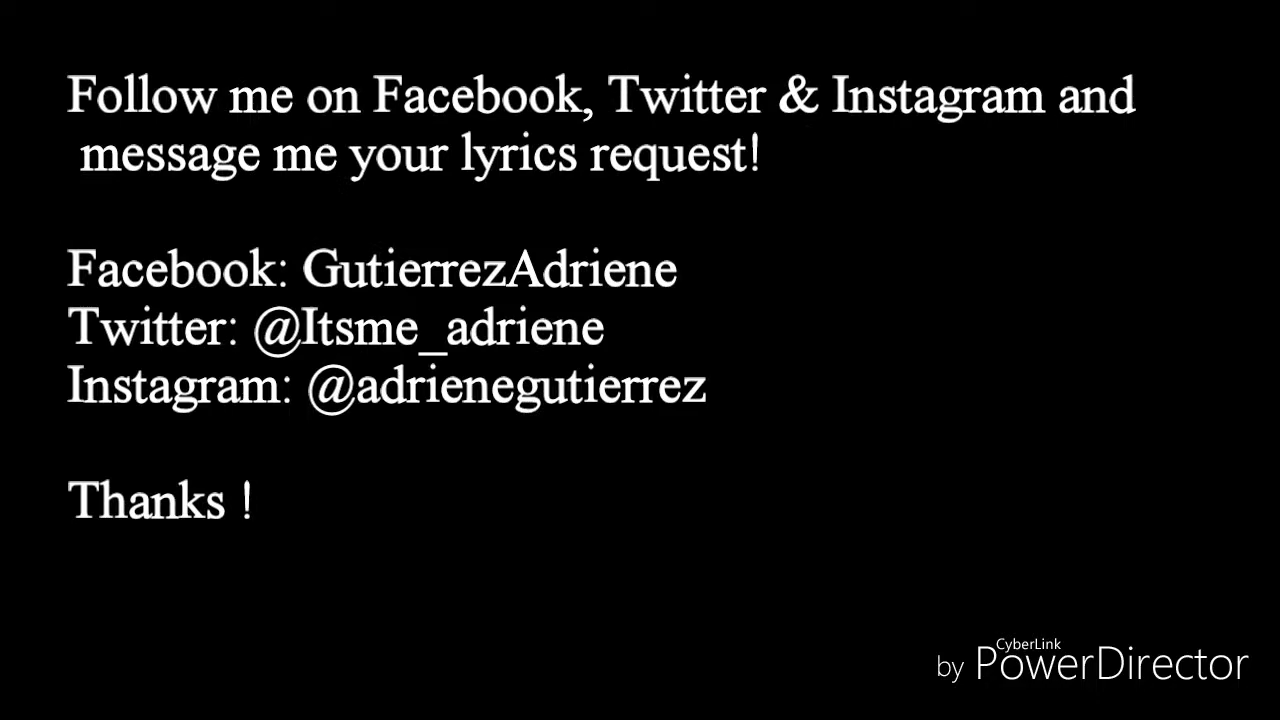 Follow me on Facebook, Twitter & Instagram and
message me your lyrics request!
Facebook: GutierrezAdriene
Twitter: @Itsme_adriene
Instagram: @adrienegutierrez
Thanks !
CyberLink
by PowerDirector